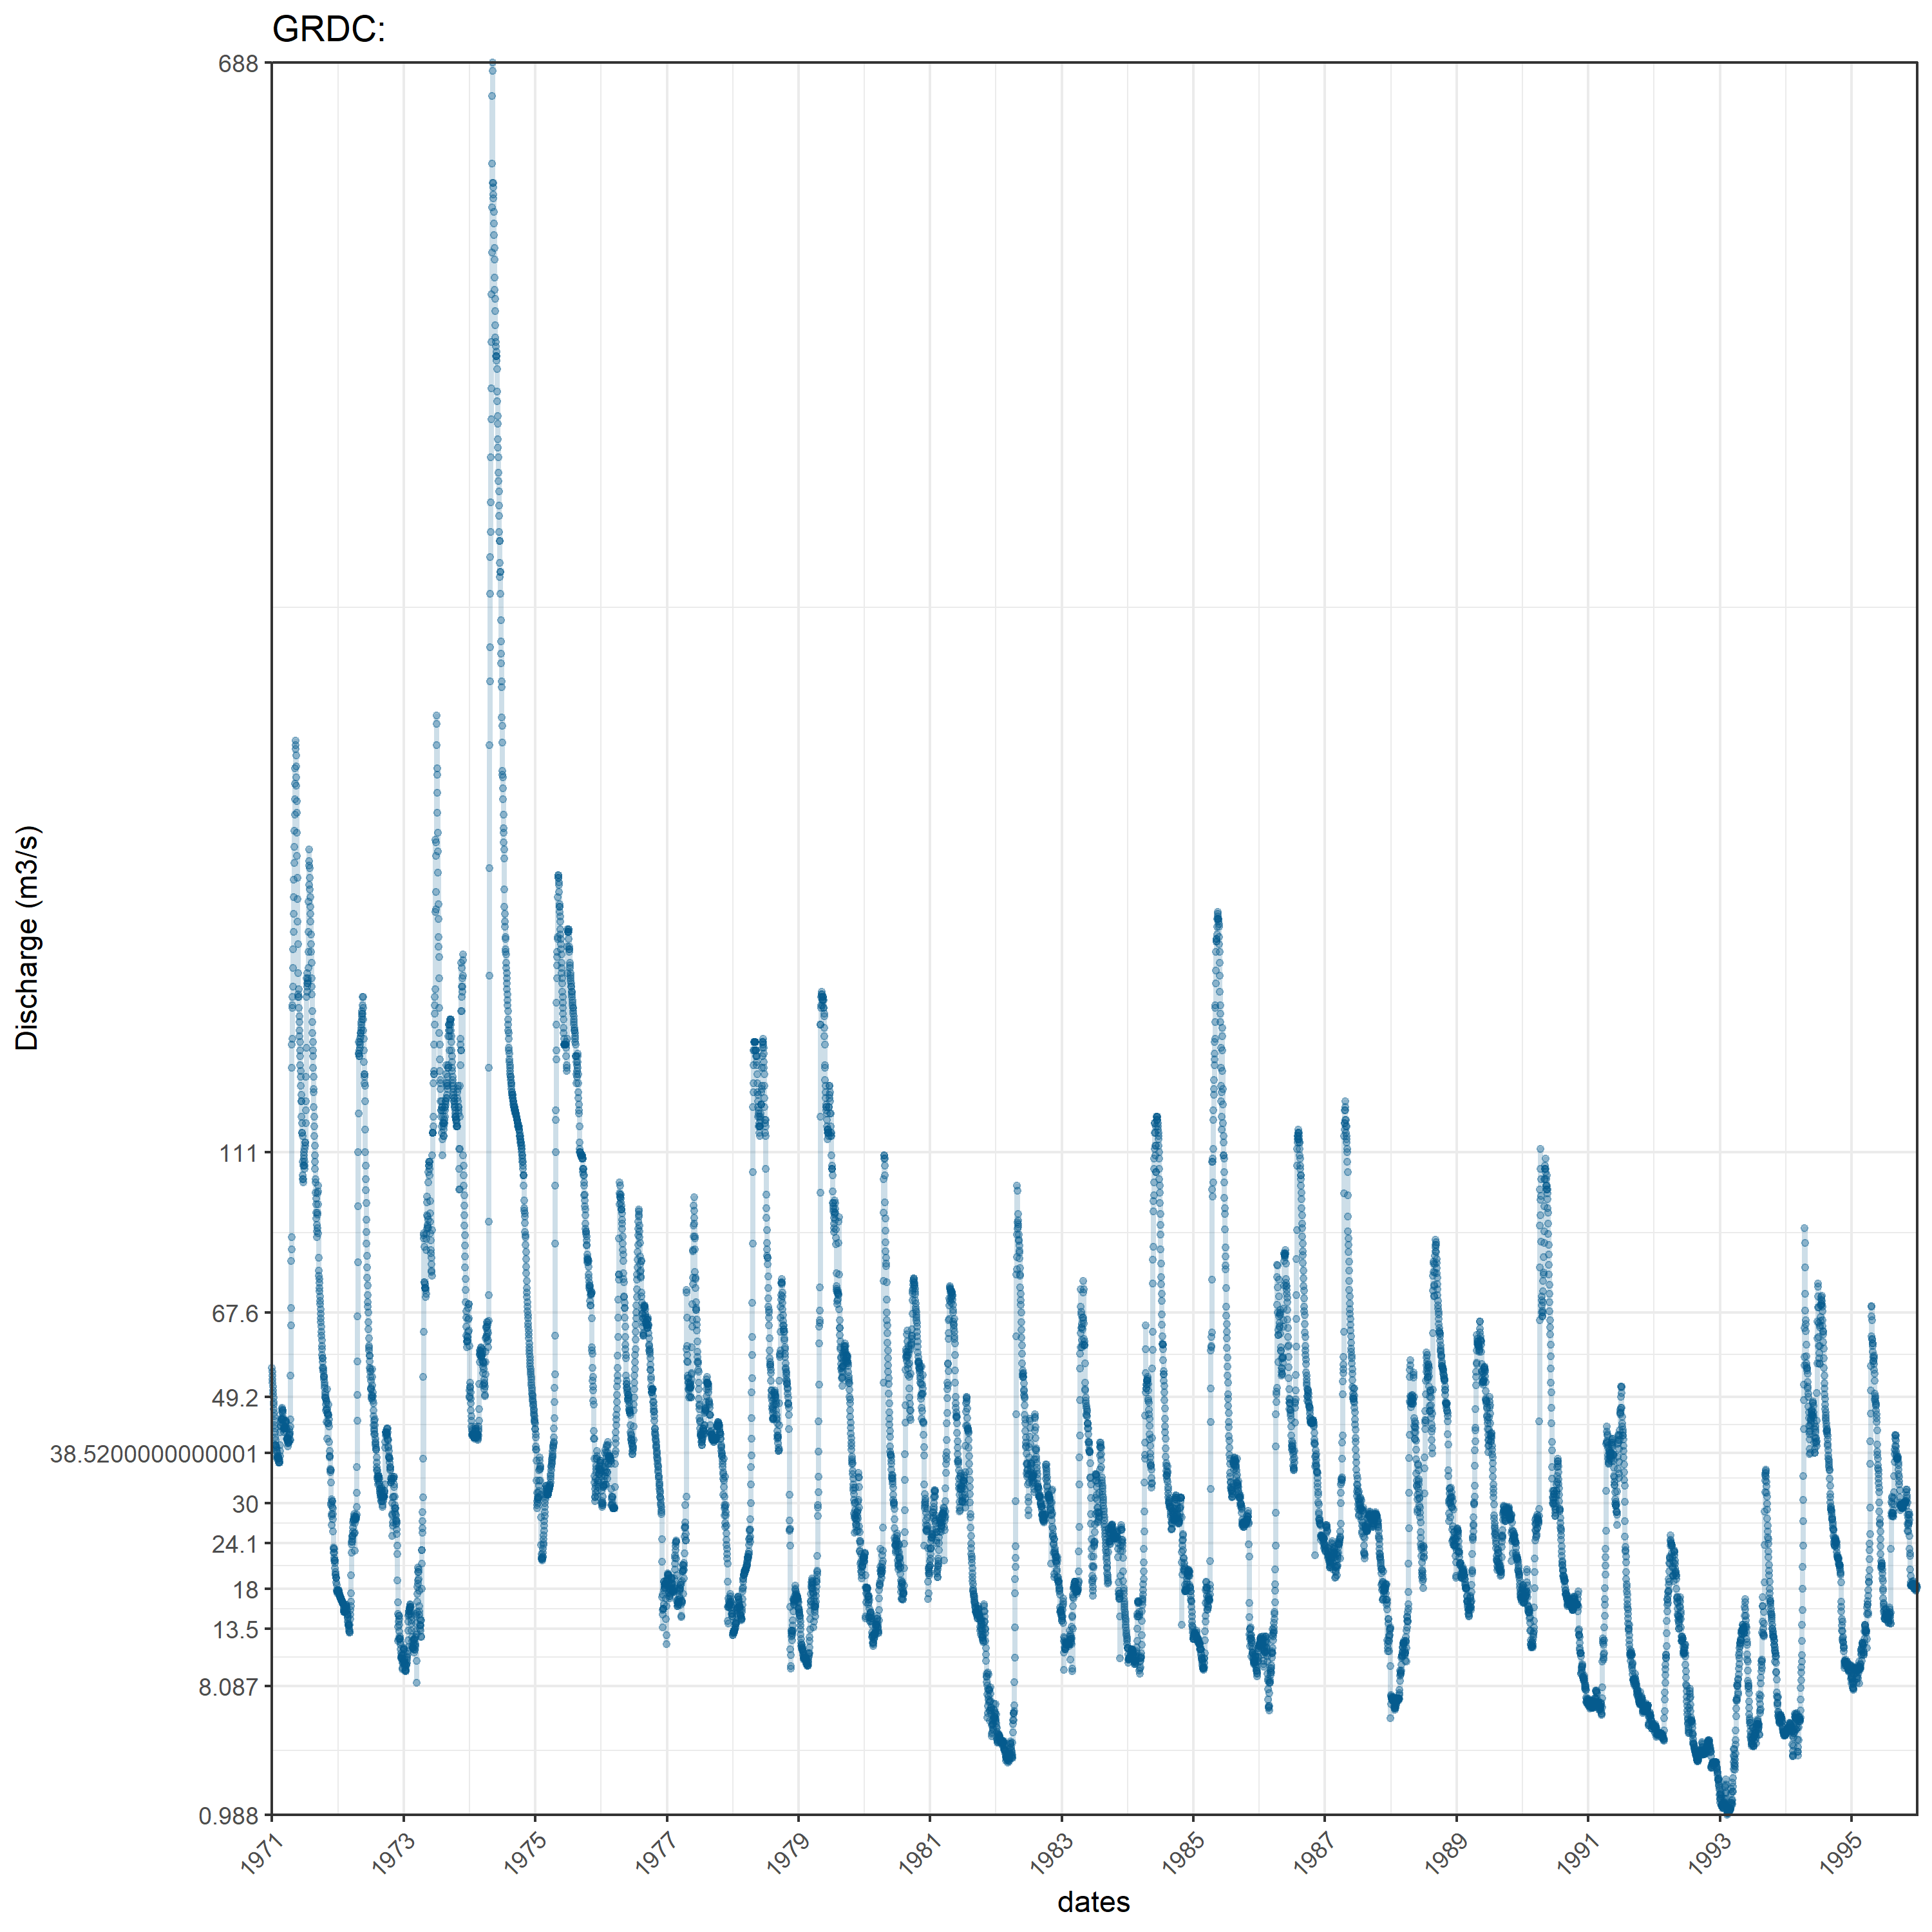 GRDC:
688
111
67.6
49.2
38.520000000000001
30
24.1
18
13.5
8.087
0.988
Discharge (m3/s)
1971 1973 1975 1977 1979 1981 1983 1985 1987 1989 1991 1993 1995
dates